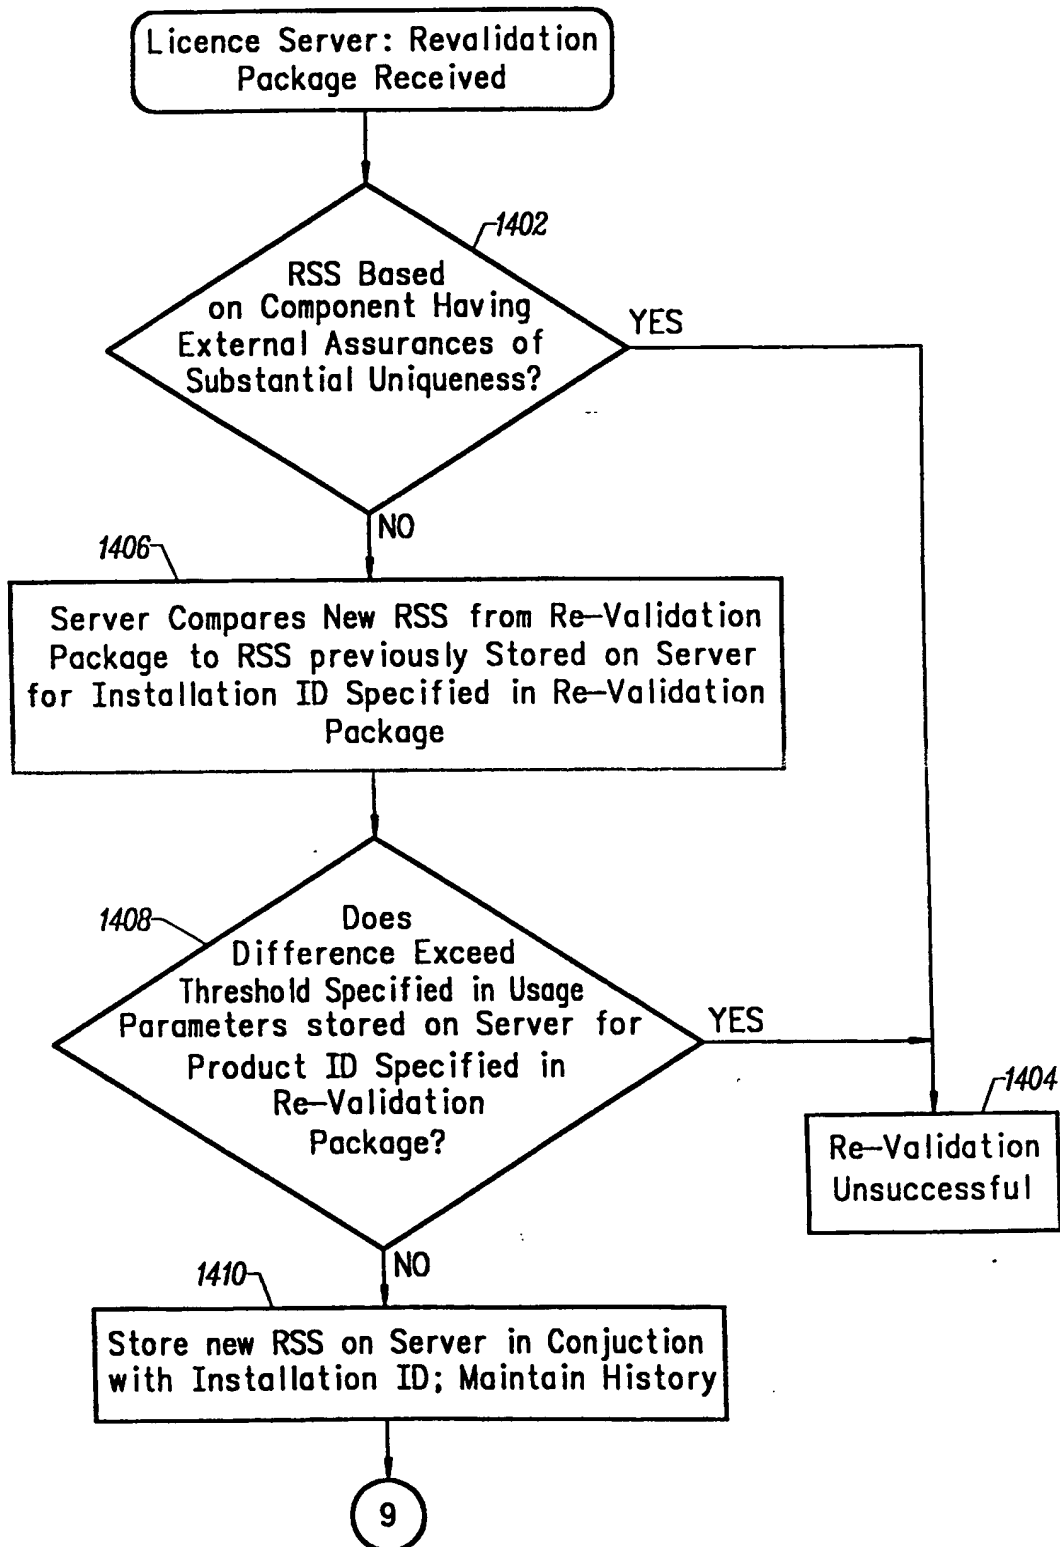 Licence Server: Revalidation
Package Received
1402
RSS Based
on Component Having
External Assurances of
Substantial Uniqueness?
YES
NO
1406
Server Compares New RSS from Re-Validation
Package to RSS previously Stored on Server
for Installation ID Specified in Re-Validation
Package
1408
Does
Difference Exceed
Threshold Specified in Usage
Parameters stored on Server for
Product ID Specified in
Re-Validation
Package?
YES
1404
Re-Validation
Unsuccessful
NO
1410
Store new RSS on Server in Conjuction
with Installation ID; Maintain History
9